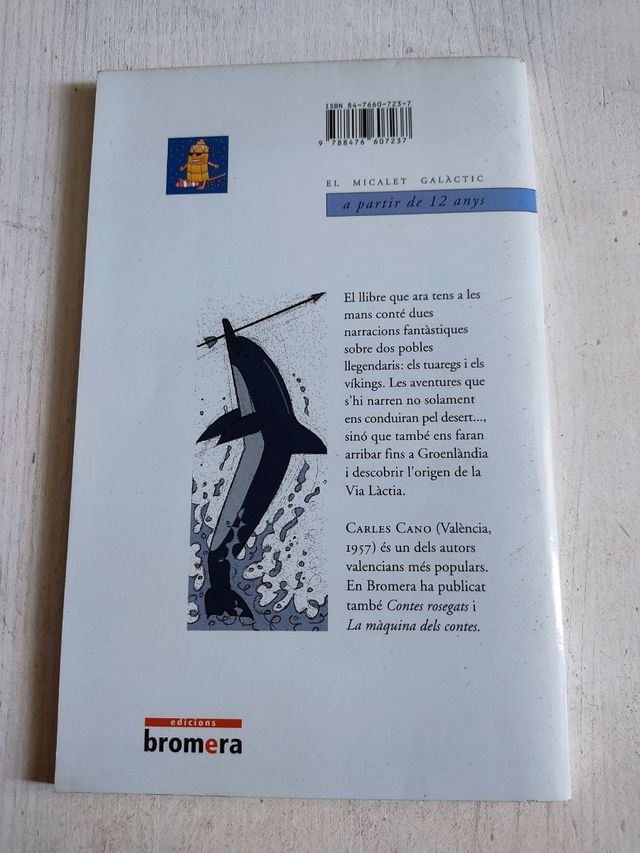 ISBN 84-7660-723-7
9 788476 607237
EL MICALET GALÀCTIC
a partir de 12 anys
El llibre que ara tens a les
mans conté dues
narracions fantàstiques
sobre dos pobles
llegendaris: els tuaregs i els
víkings. Les aventures que
s'hi narren no solament
ens conduiran pel desert...,
sinó que també ens faran
arribar fins a Groenlàndia
i descobrir l'origen de la
Via Làctia.
CARLES CANO (València,
1957) és un dels autors
valencians més populars.
En Bromera ha publicat
també Contes rosegats i
La màquina dels contes.
edicions
bromera